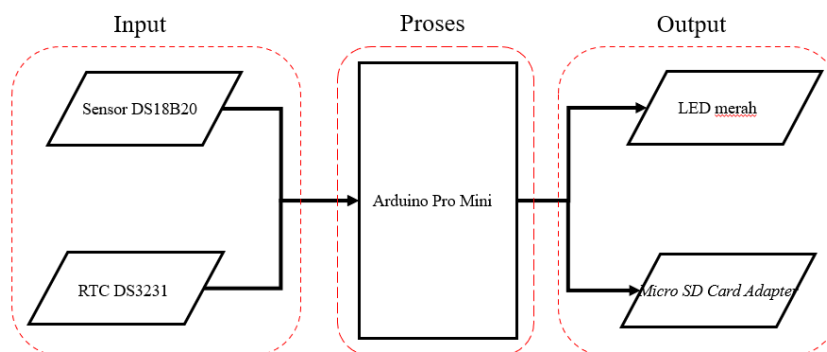 Input
Proses
Output
Sensor DS18B20
LED merah
Arduino Pro Mini
RTC DS3231
Micro SD Card Adapter